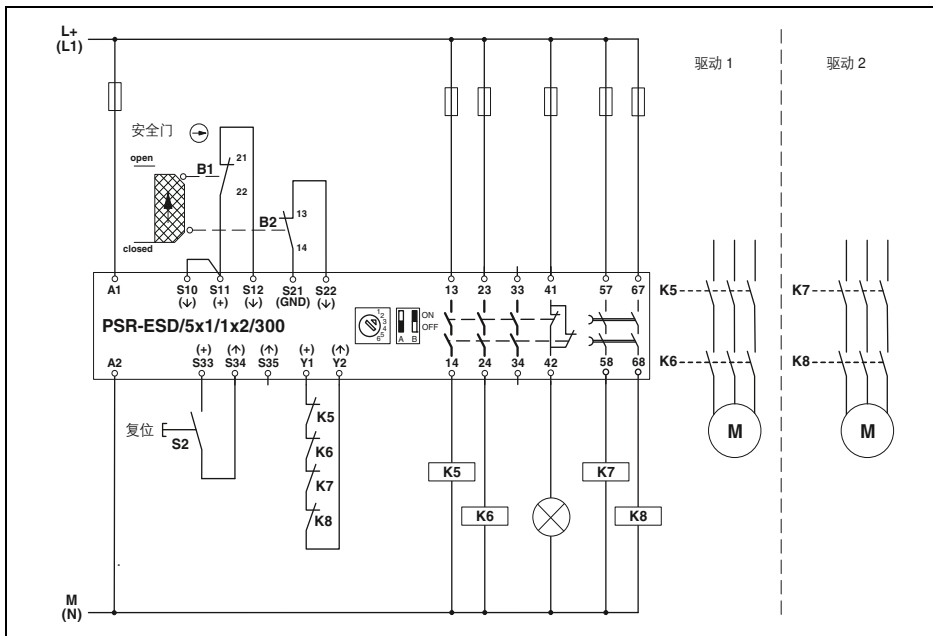 L+
(L1)
驱动 1
驱动 2
安全门
open
B1
21
22
closed
B2
13
14
A1
S10
(↓)
S11
(+)
S12
(↓)
S21
(GND)
S22
(↓)
13
23
33
41
57
67
PSR-ESD/5x1/1x2/300
1
2
3
4
5
6
ON
OFF
A B
A2
(+)
S33
(↑)
S34
(↑)
S35
(+)
Y1
(↑)
Y2
14
24
34
42
58
68
K5
K6
K7
K8
M
M
复位
S2
K5
K6
K7
K8
K5
K6
K7
K8
M
(N)